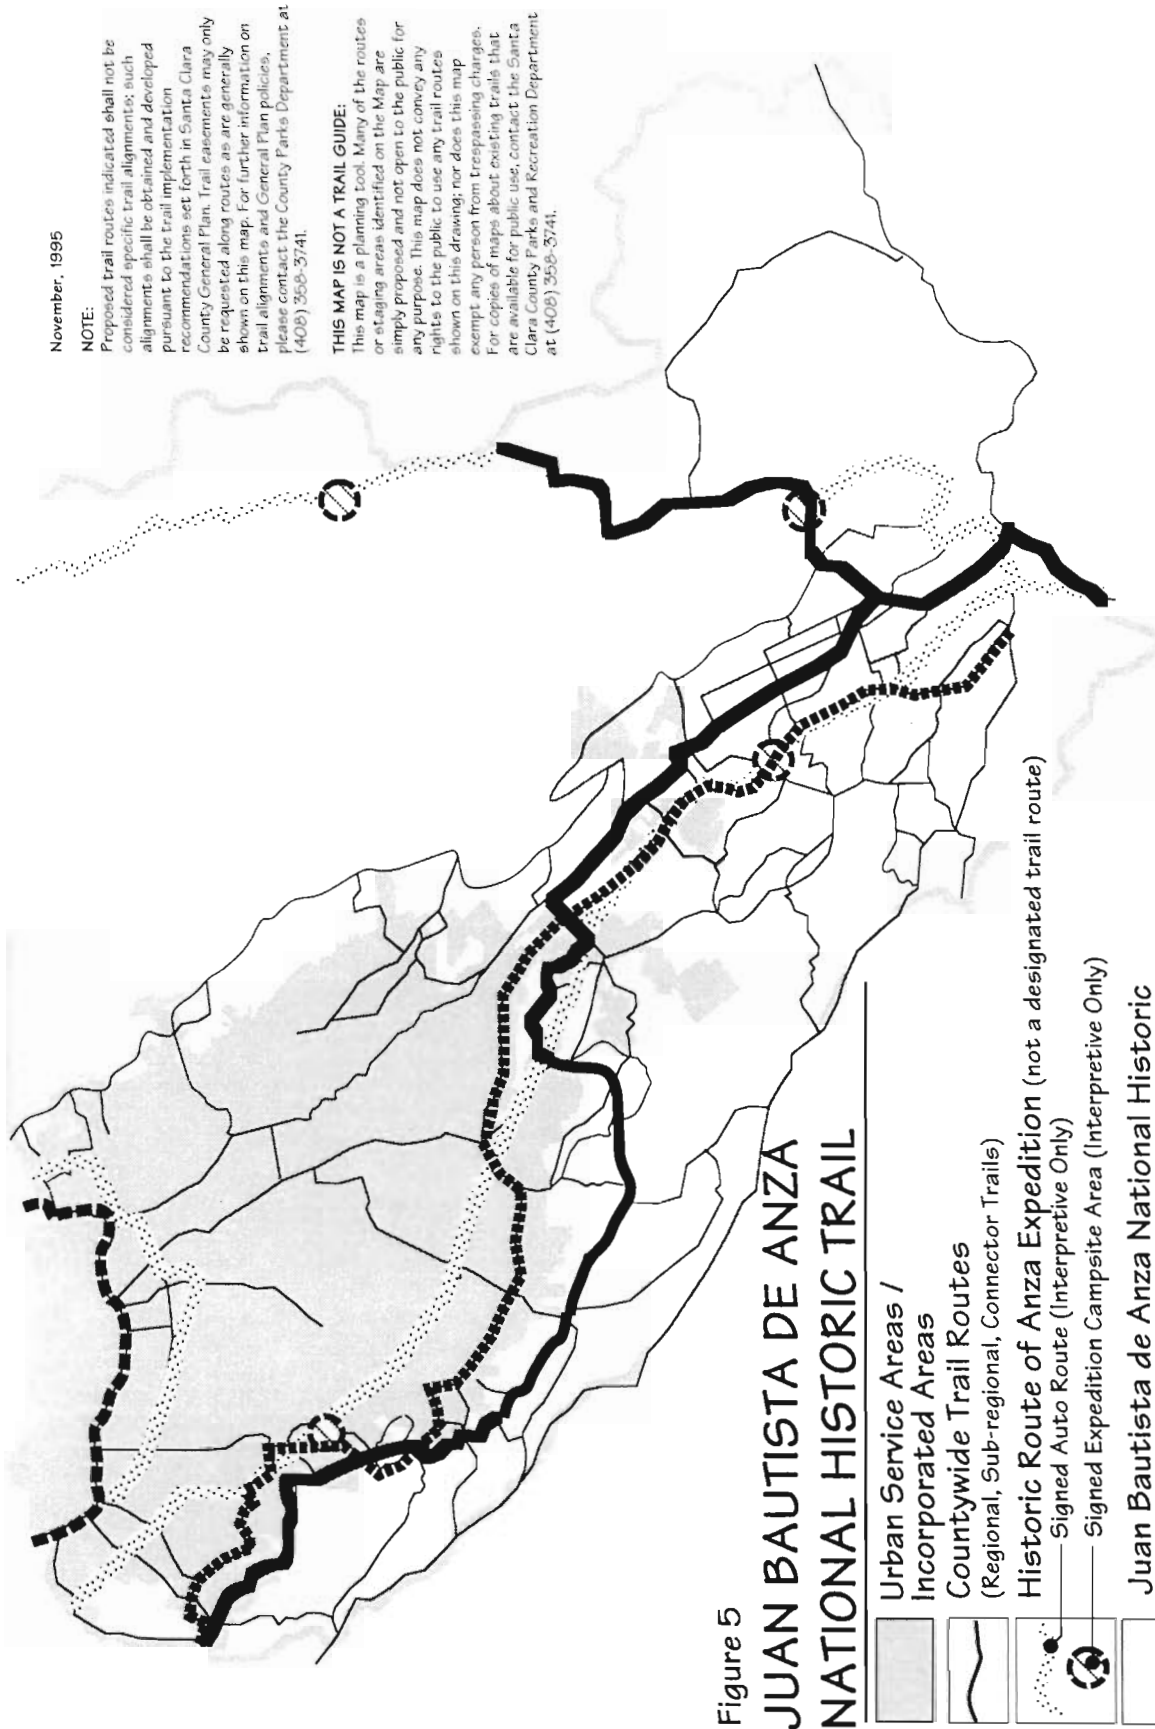 November, 1995
NOTE:
Proposed trail routes indicated shall not be
considered specific trail alignments; such
alignments shall be obtained and developed
pursuant to the trail implementation
recommendations set forth in Santa Clara
County General Plan. Trail easements may only
be requested along routes as are generally
shown on this map. For further information on
trail alignments and General Plan policies,
please contact the County Parks Department at
(408) 358-3741.
THIS MAP IS NOT A TRAIL GUIDE:
This map is a planning tool. Many of the routes
or staging areas identified on the Map are
simply proposed and not open to the public for
any purpose. This map does not convey any
rights to the public to use any trail routes
shown on this drawing; nor does this map
exempt any person from trespassing charges.
For copies of maps about existing trails that
are available for public use, contact the Santa
Clara County Parks and Recreation Department
at (408) 358-3741.
Figure 5
JUAN BAUTISTA DE ANZA
NATIONAL HISTORIC TRAIL
Urban Service Areas /
Incorporated Areas
Countywide Trail Routes
(Regional, Sub-regional, Connector Trails)
Historic Route of Anza Expedition (not a designated trail route)
Signed Auto Route (Interpretive Only)
Signed Expedition Campsite Area (Interpretive Only)
Juan Bautista de Anza National Historic